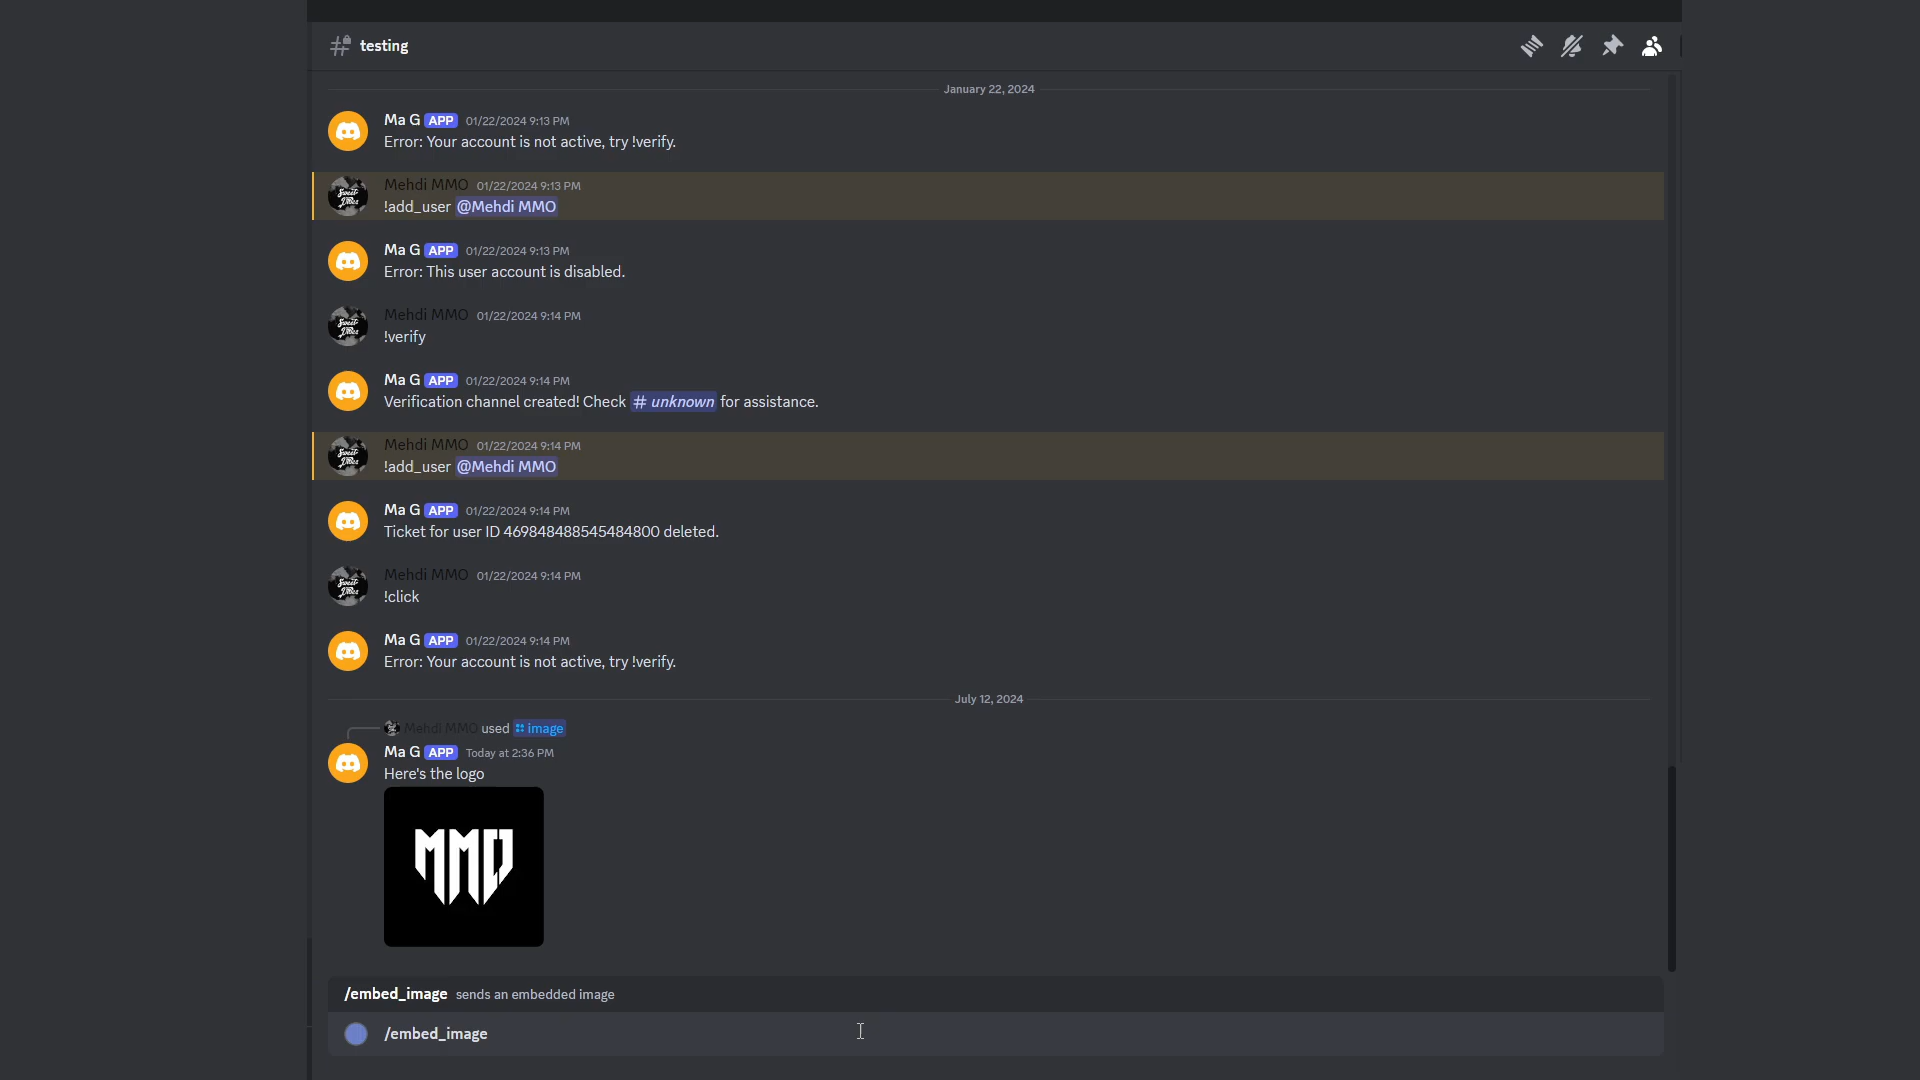 testing
January 22, 2024
Ma G APP 01/22/2024 9:13 PM
Error: Your account is not active, try !verify.
Mehdi MMO 01/22/2024 9:13 PM
!add_user @Mehdi MMO
Ma G APP 01/22/2024 9:13 PM
Error: This user account is disabled.
Mehdi MMO 01/22/2024 9:14 PM
!verify
Ma G APP 01/22/2024 9:14 PM
Verification channel created! Check # unknown for assistance.
Mehdi MMO 01/22/2024 9:14 PM
!add_user @Mehdi MMO
Ma G APP 01/22/2024 9:14 PM
Ticket for user ID 469848488545484800 deleted.
Mehdi MMO 01/22/2024 9:14 PM
!click
Ma G APP 01/22/2024 9:14 PM
Error: Your account is not active, try !verify.
July 12, 2024
Mehdi MMO used image
Ma G APP Today at 2:36 PM
Here's the logo
MMO
/embed_image sends an embedded image
/embed_image